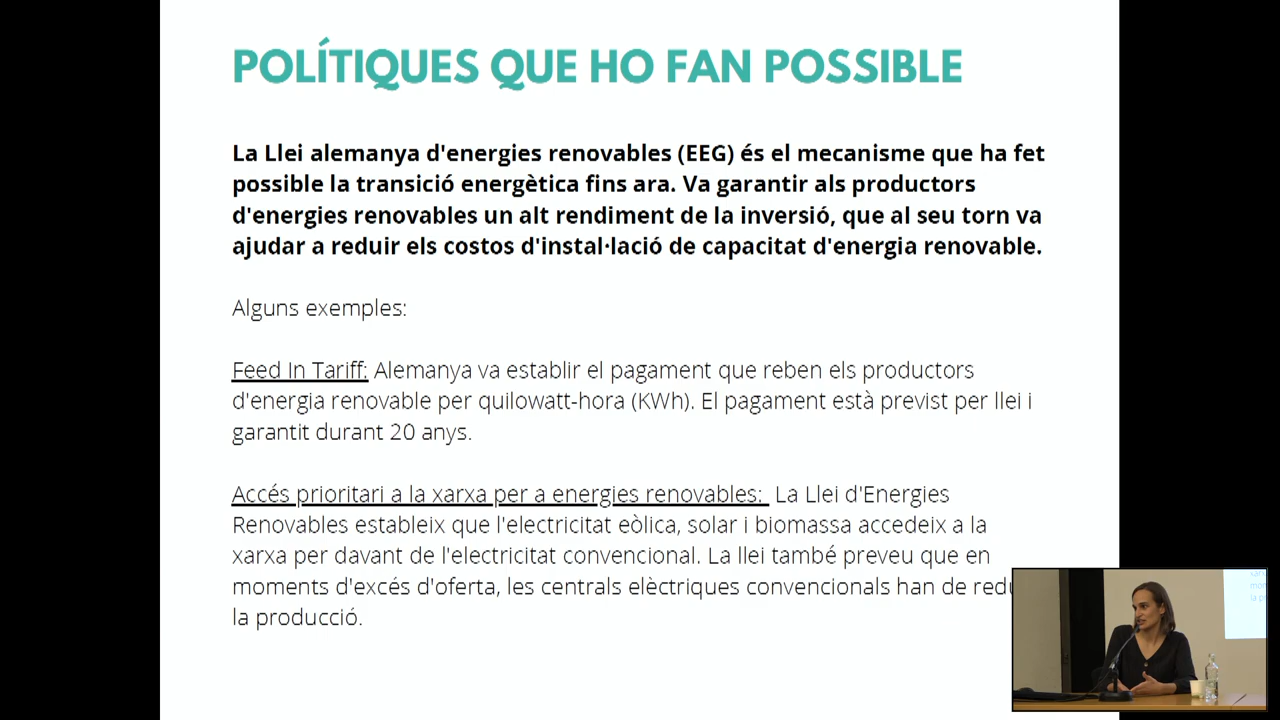 POLÍTIQUES QUE HO FAN POSSIBLE
La Llei alemanya d'energies renovables (EEG) és el mecanisme que ha fet
possible la transició energètica fins ara. Va garantir als productors
d'energies renovables un alt rendiment de la inversió, que al seu torn va
ajudar a reduir els costos d'instal·lació de capacitat d'energia renovable.
Alguns exemples:
Feed In Tariff: Alemanya va establir el pagament que reben els productors
d'energia renovable per quilowatt-hora (KWh). El pagament està previst per llei i
garantit durant 20 anys.
Accés prioritari a la xarxa per a energies renovables: La Llei d'Energies
Renovables estableix que l'electricitat eòlica, solar i biomassa accedeix a la
xarxa per davant de l'electricitat convencional. La llei també preveu que en
moments d'excés d'oferta, les centrals elèctriques convencionals han de
la producció.